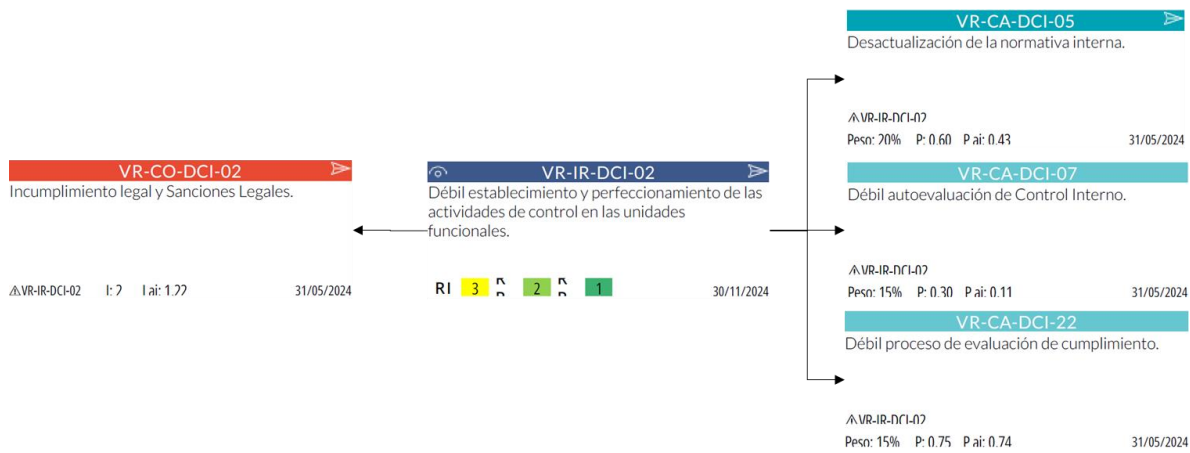 VR-CO-DCI-02
Incumplimiento legal y Sanciones Legales.
VR-IR-DCI-02 I: 2 I ai: 1.22 31/05/2024
VR-IR-DCI-02
Débil establecimiento y perfeccionamiento de las
actividades de control en las unidades
funcionales.
RI 3 2 1 30/11/2024
VR-CA-DCI-05
Desactualización de la normativa interna.
VR-IR-DCI-02
Peso: 20% P: 0.60 P ai: 0.43 31/05/2024
VR-CA-DCI-07
Débil autoevaluación de Control Interno.
VR-IR-DCI-02
Peso: 15% P: 0.30 P ai: 0.11 31/05/2024
VR-CA-DCI-22
Débil proceso de evaluación de cumplimiento.
VR-IR-DCI-02
Peso: 15% P: 0.75 P ai: 0.74 31/05/2024